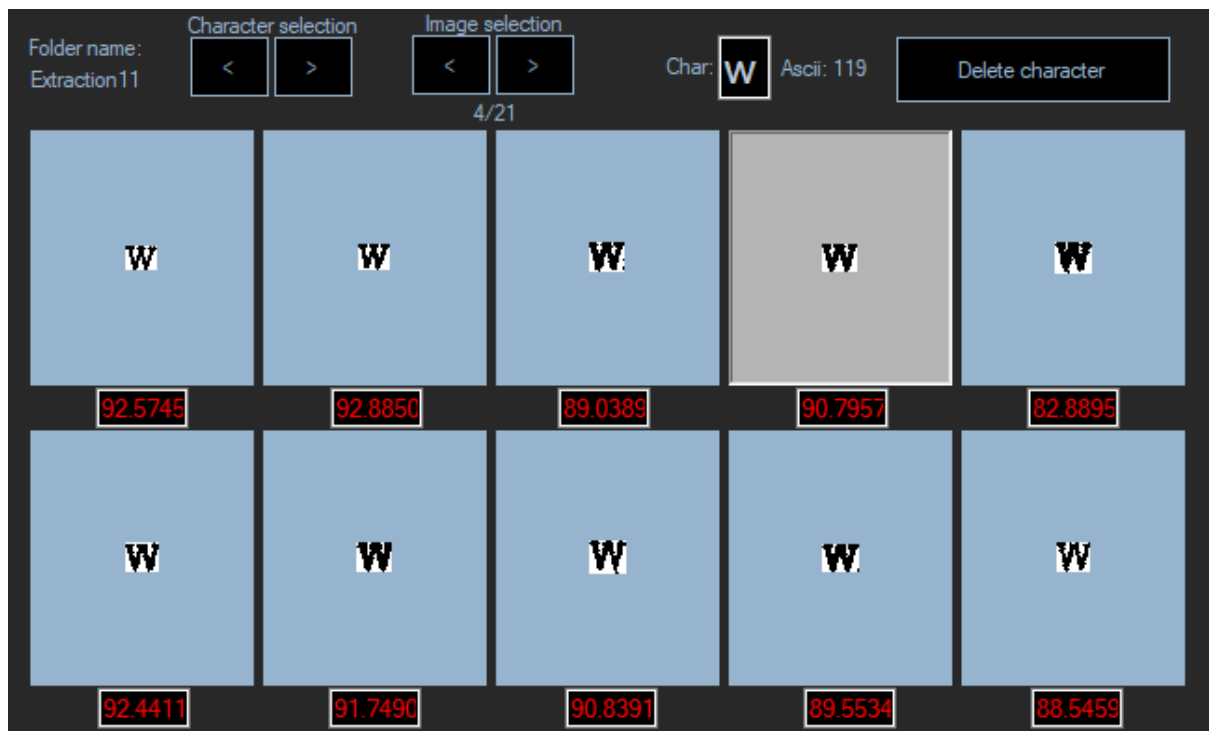 Character selection
Image selection
Folder name:
Extraction11
< >
< >
Char: W Ascii: 119
Delete character
4/21
W W W. W W
92.5745 92.8850 89.0389 90.7957 82.8895
W W W W. W
92.4411 91.7490 90.8391 89.5534 88.5459